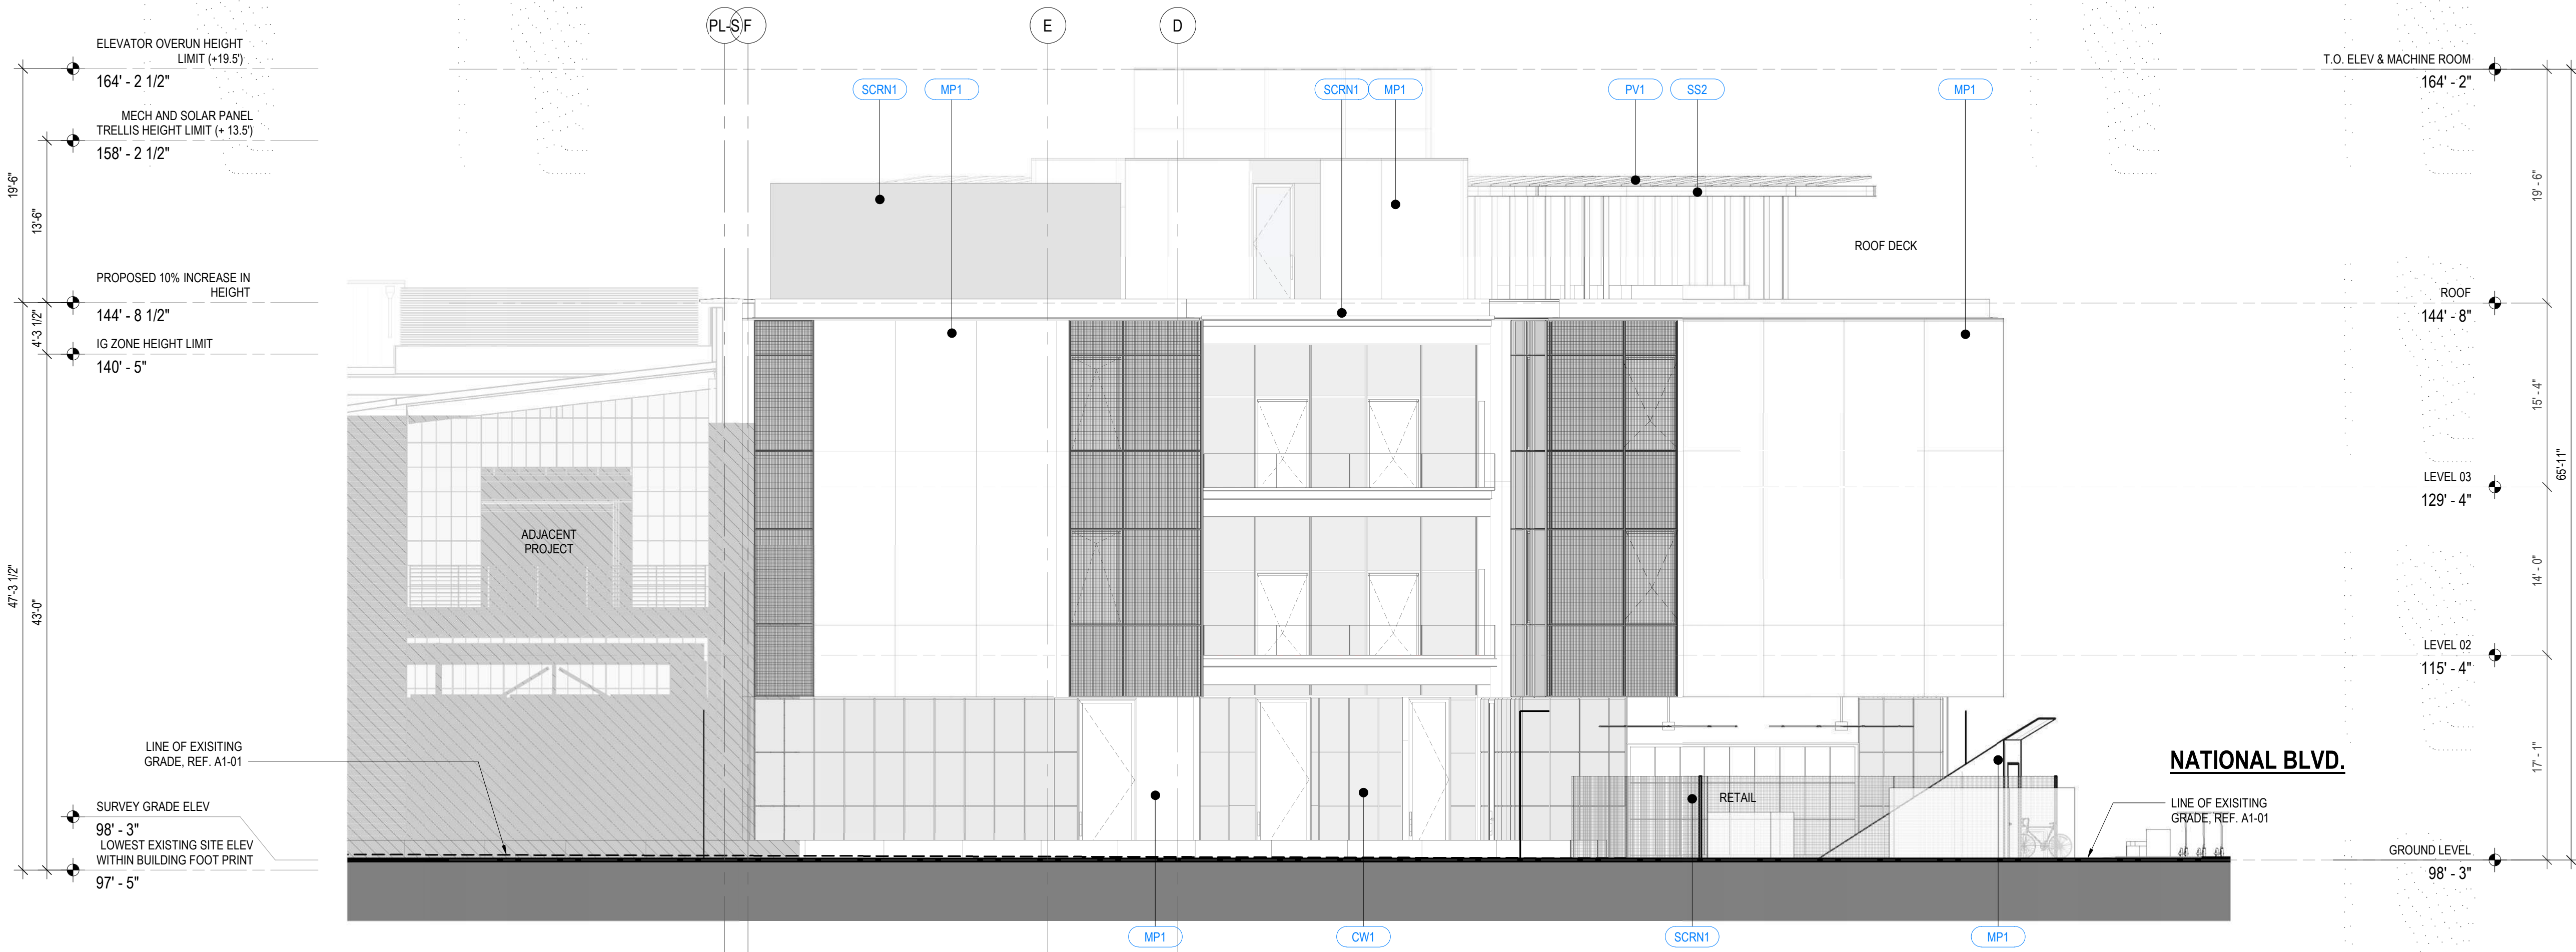 PL-S
F
E
D
ELEVATOR OVERUN HEIGHT
LIMIT (+19.5')
164' - 2 1/2"
MECH AND SOLAR PANEL
TRELLIS HEIGHT LIMIT (+ 13.5')
158' - 2 1/2"
PROPOSED 10% INCREASE IN
HEIGHT
144' - 8 1/2"
IG ZONE HEIGHT LIMIT
140' - 5"
LINE OF EXISITING
GRADE, REF. A1-01
SURVEY GRADE ELEV
98' - 3"
LOWEST EXISTING SITE ELEV
WITHIN BUILDING FOOT PRINT
97' - 5"
19'-6"
13'-6"
4'-3 1/2"
47'-3 1/2"
43'-0"
SCRN1
MP1
SCRN1
MP1
PV1
SS2
MP1
ROOF DECK
ADJACENT
PROJECT
RETAIL
NATIONAL BLVD.
LINE OF EXISITING
GRADE, REF. A1-01
MP1
CW1
SCRN1
MP1
T.O. ELEV & MACHINE ROOM
164' - 2"
ROOF
144' - 8"
LEVEL 03
129' - 4"
LEVEL 02
115' - 4"
GROUND LEVEL
98' - 3"
19' - 6"
15' - 4"
14' - 0"
17' - 1"
65'-11"